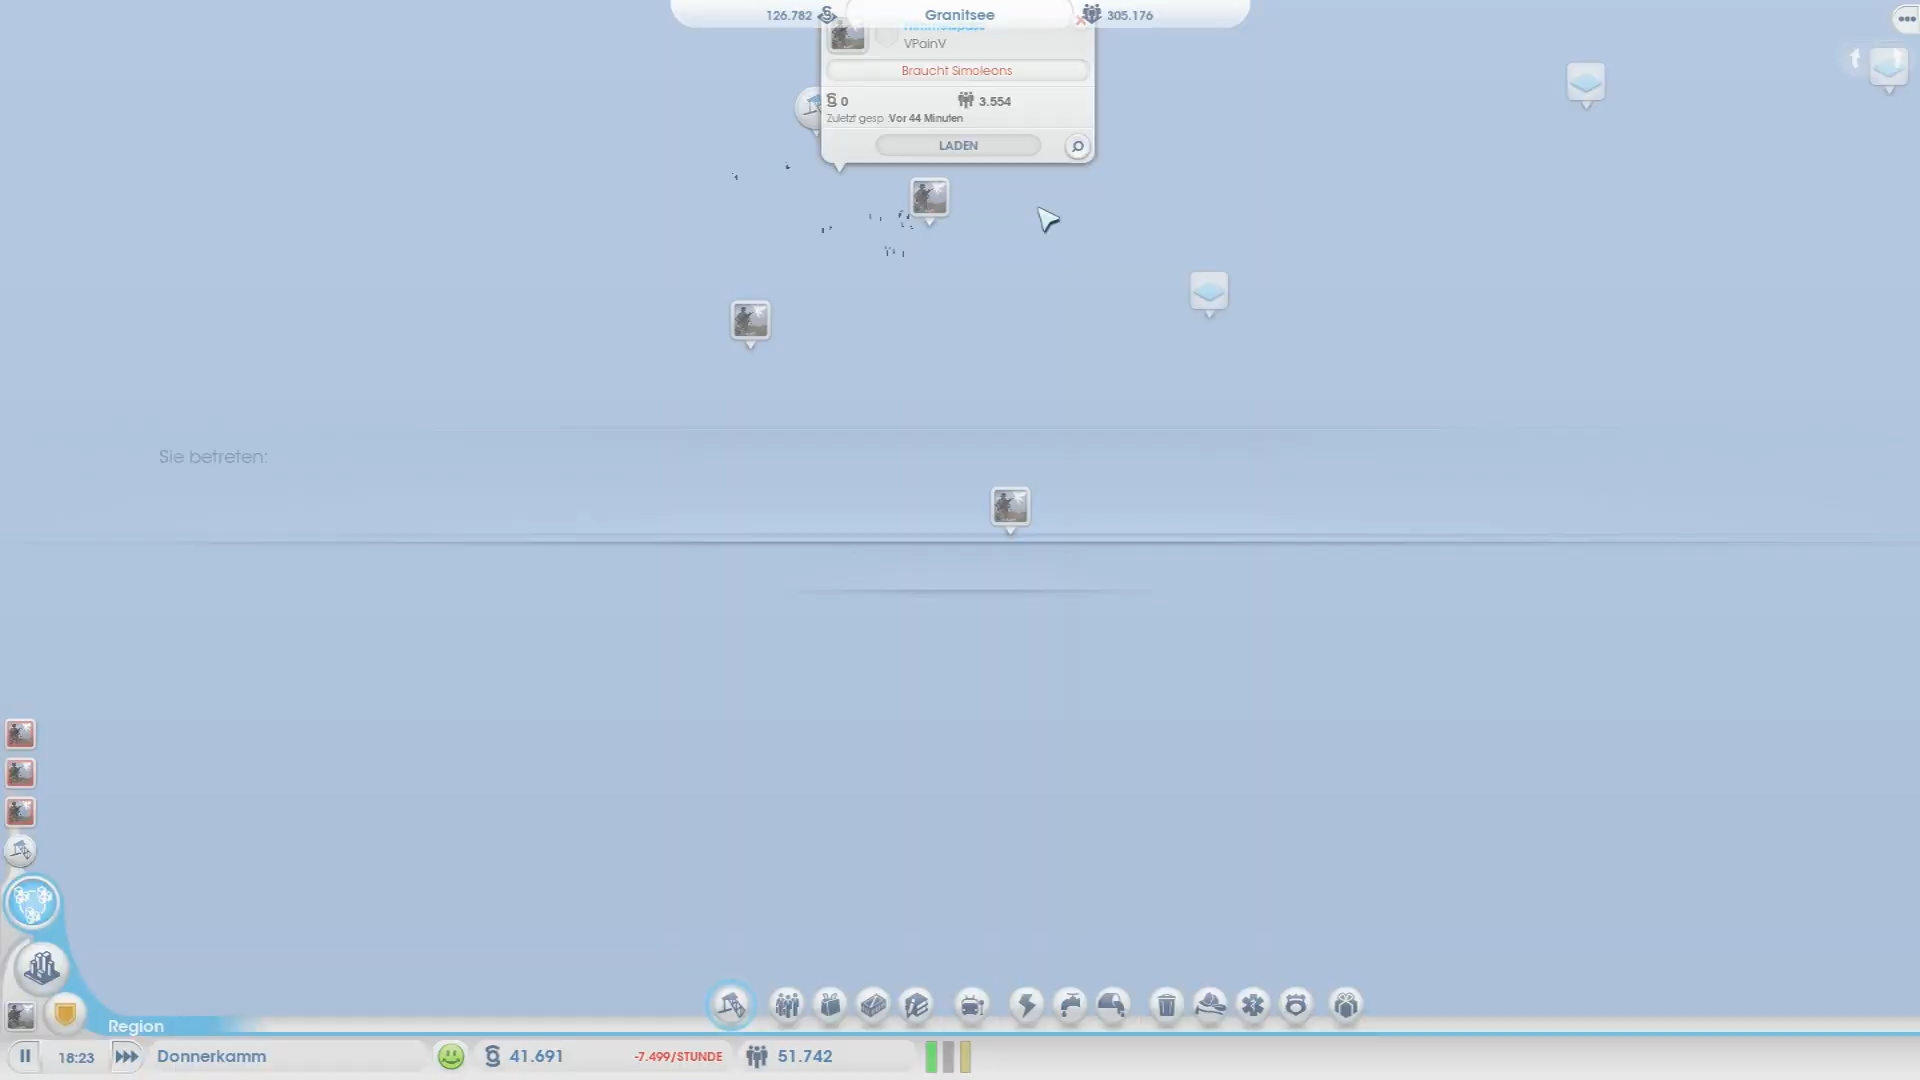 126.782 Granitsee 305.176
VPainV
Braucht Simoleons
0 3.554
Zuletzt gesp. Vor 44 Minuten
LADEN
Sie betreten:
Region
18:23 Donnerkamm 41.691 -7.499/STUNDE 51.742